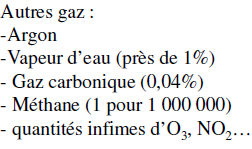 Autres gaz :
-Argon
-Vapeur d’eau (près de 1%)
- Gaz carbonique (0,04%)
- Méthane (1 pour 1 000 000)
- quantités infimes d’O₃, NO₂…